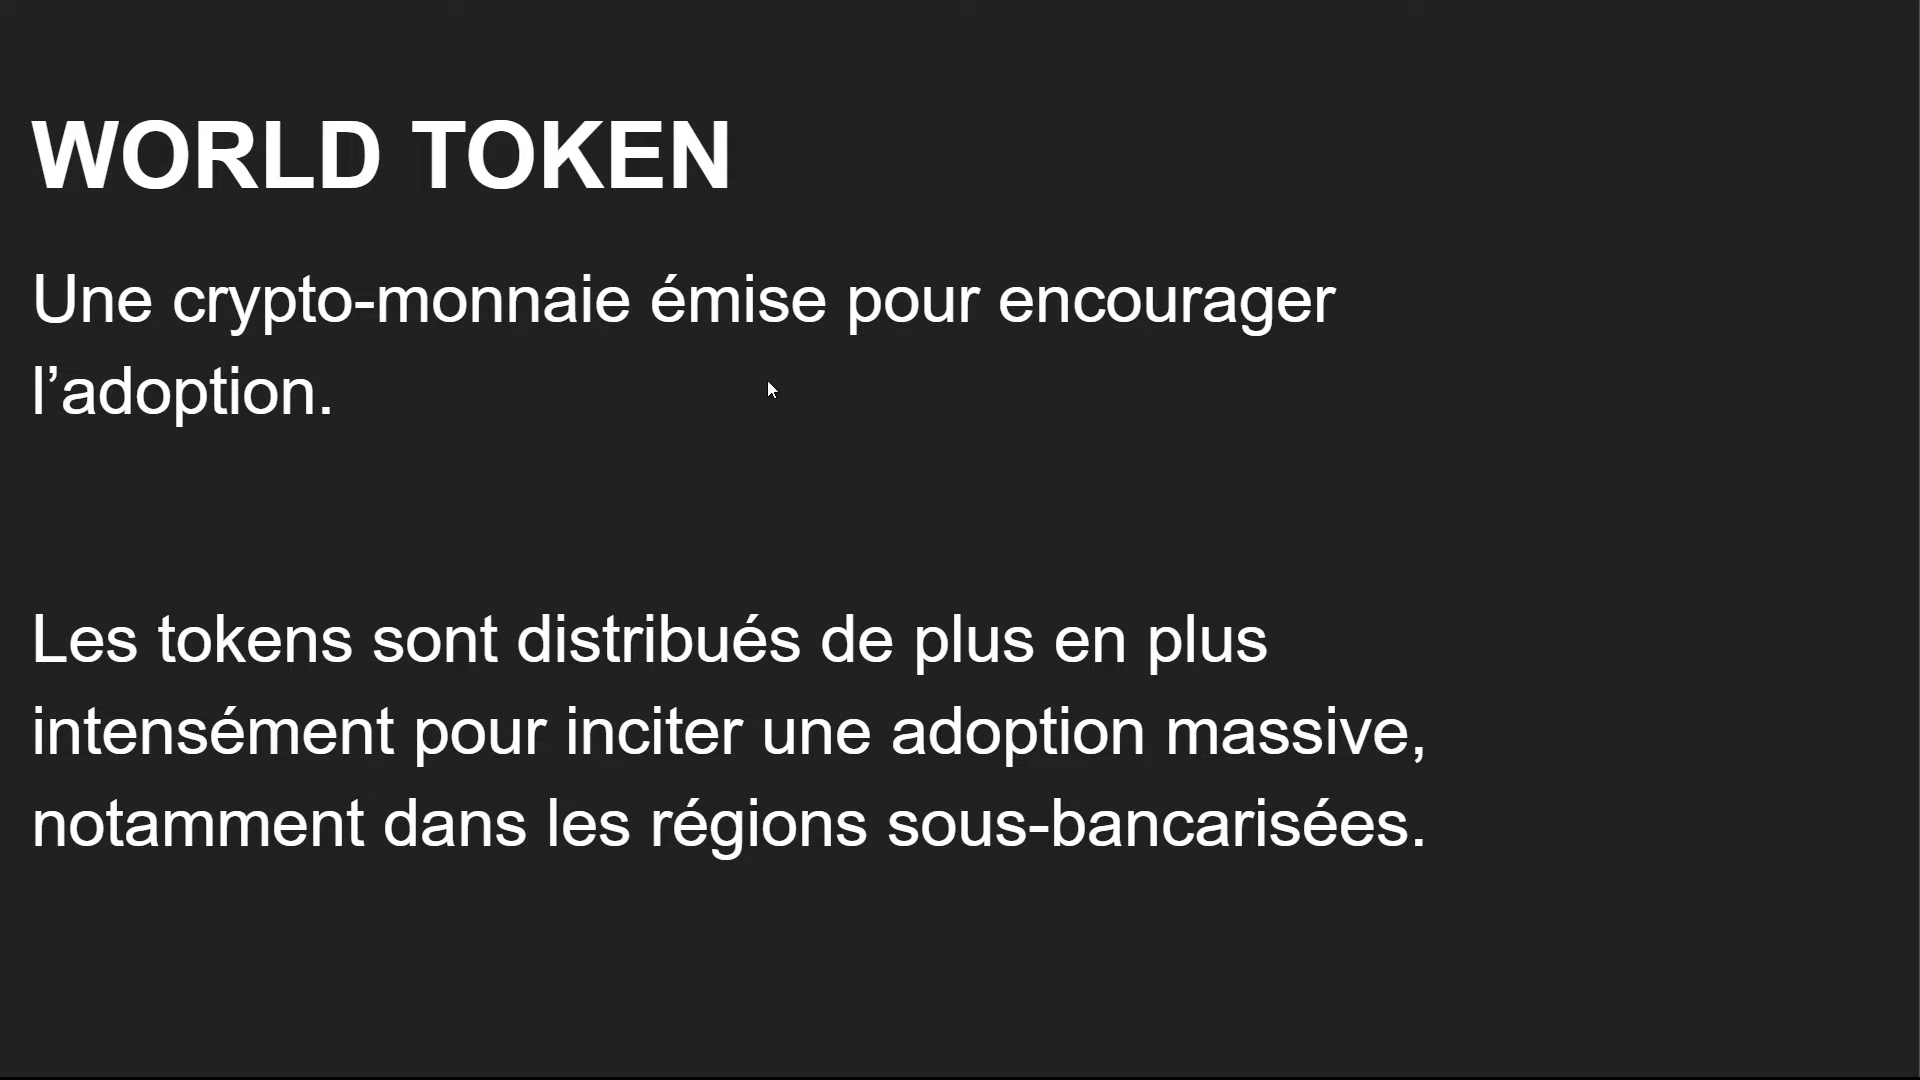 WORLD TOKEN
Une crypto-monnaie émise pour encourager
l’adoption.
Les tokens sont distribués de plus en plus
intensément pour inciter une adoption massive,
notamment dans les régions sous-bancarisées.